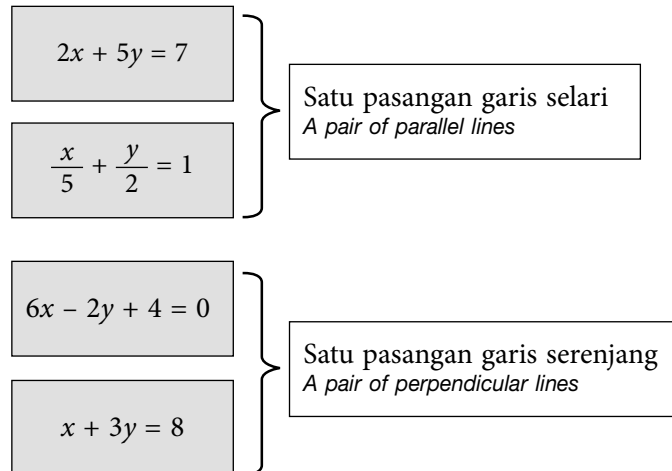 2x + 5y = 7
Satu pasangan garis selari
A pair of parallel lines
x/5 + y/2 = 1
6x – 2y + 4 = 0
Satu pasangan garis serenjang
A pair of perpendicular lines
x + 3y = 8